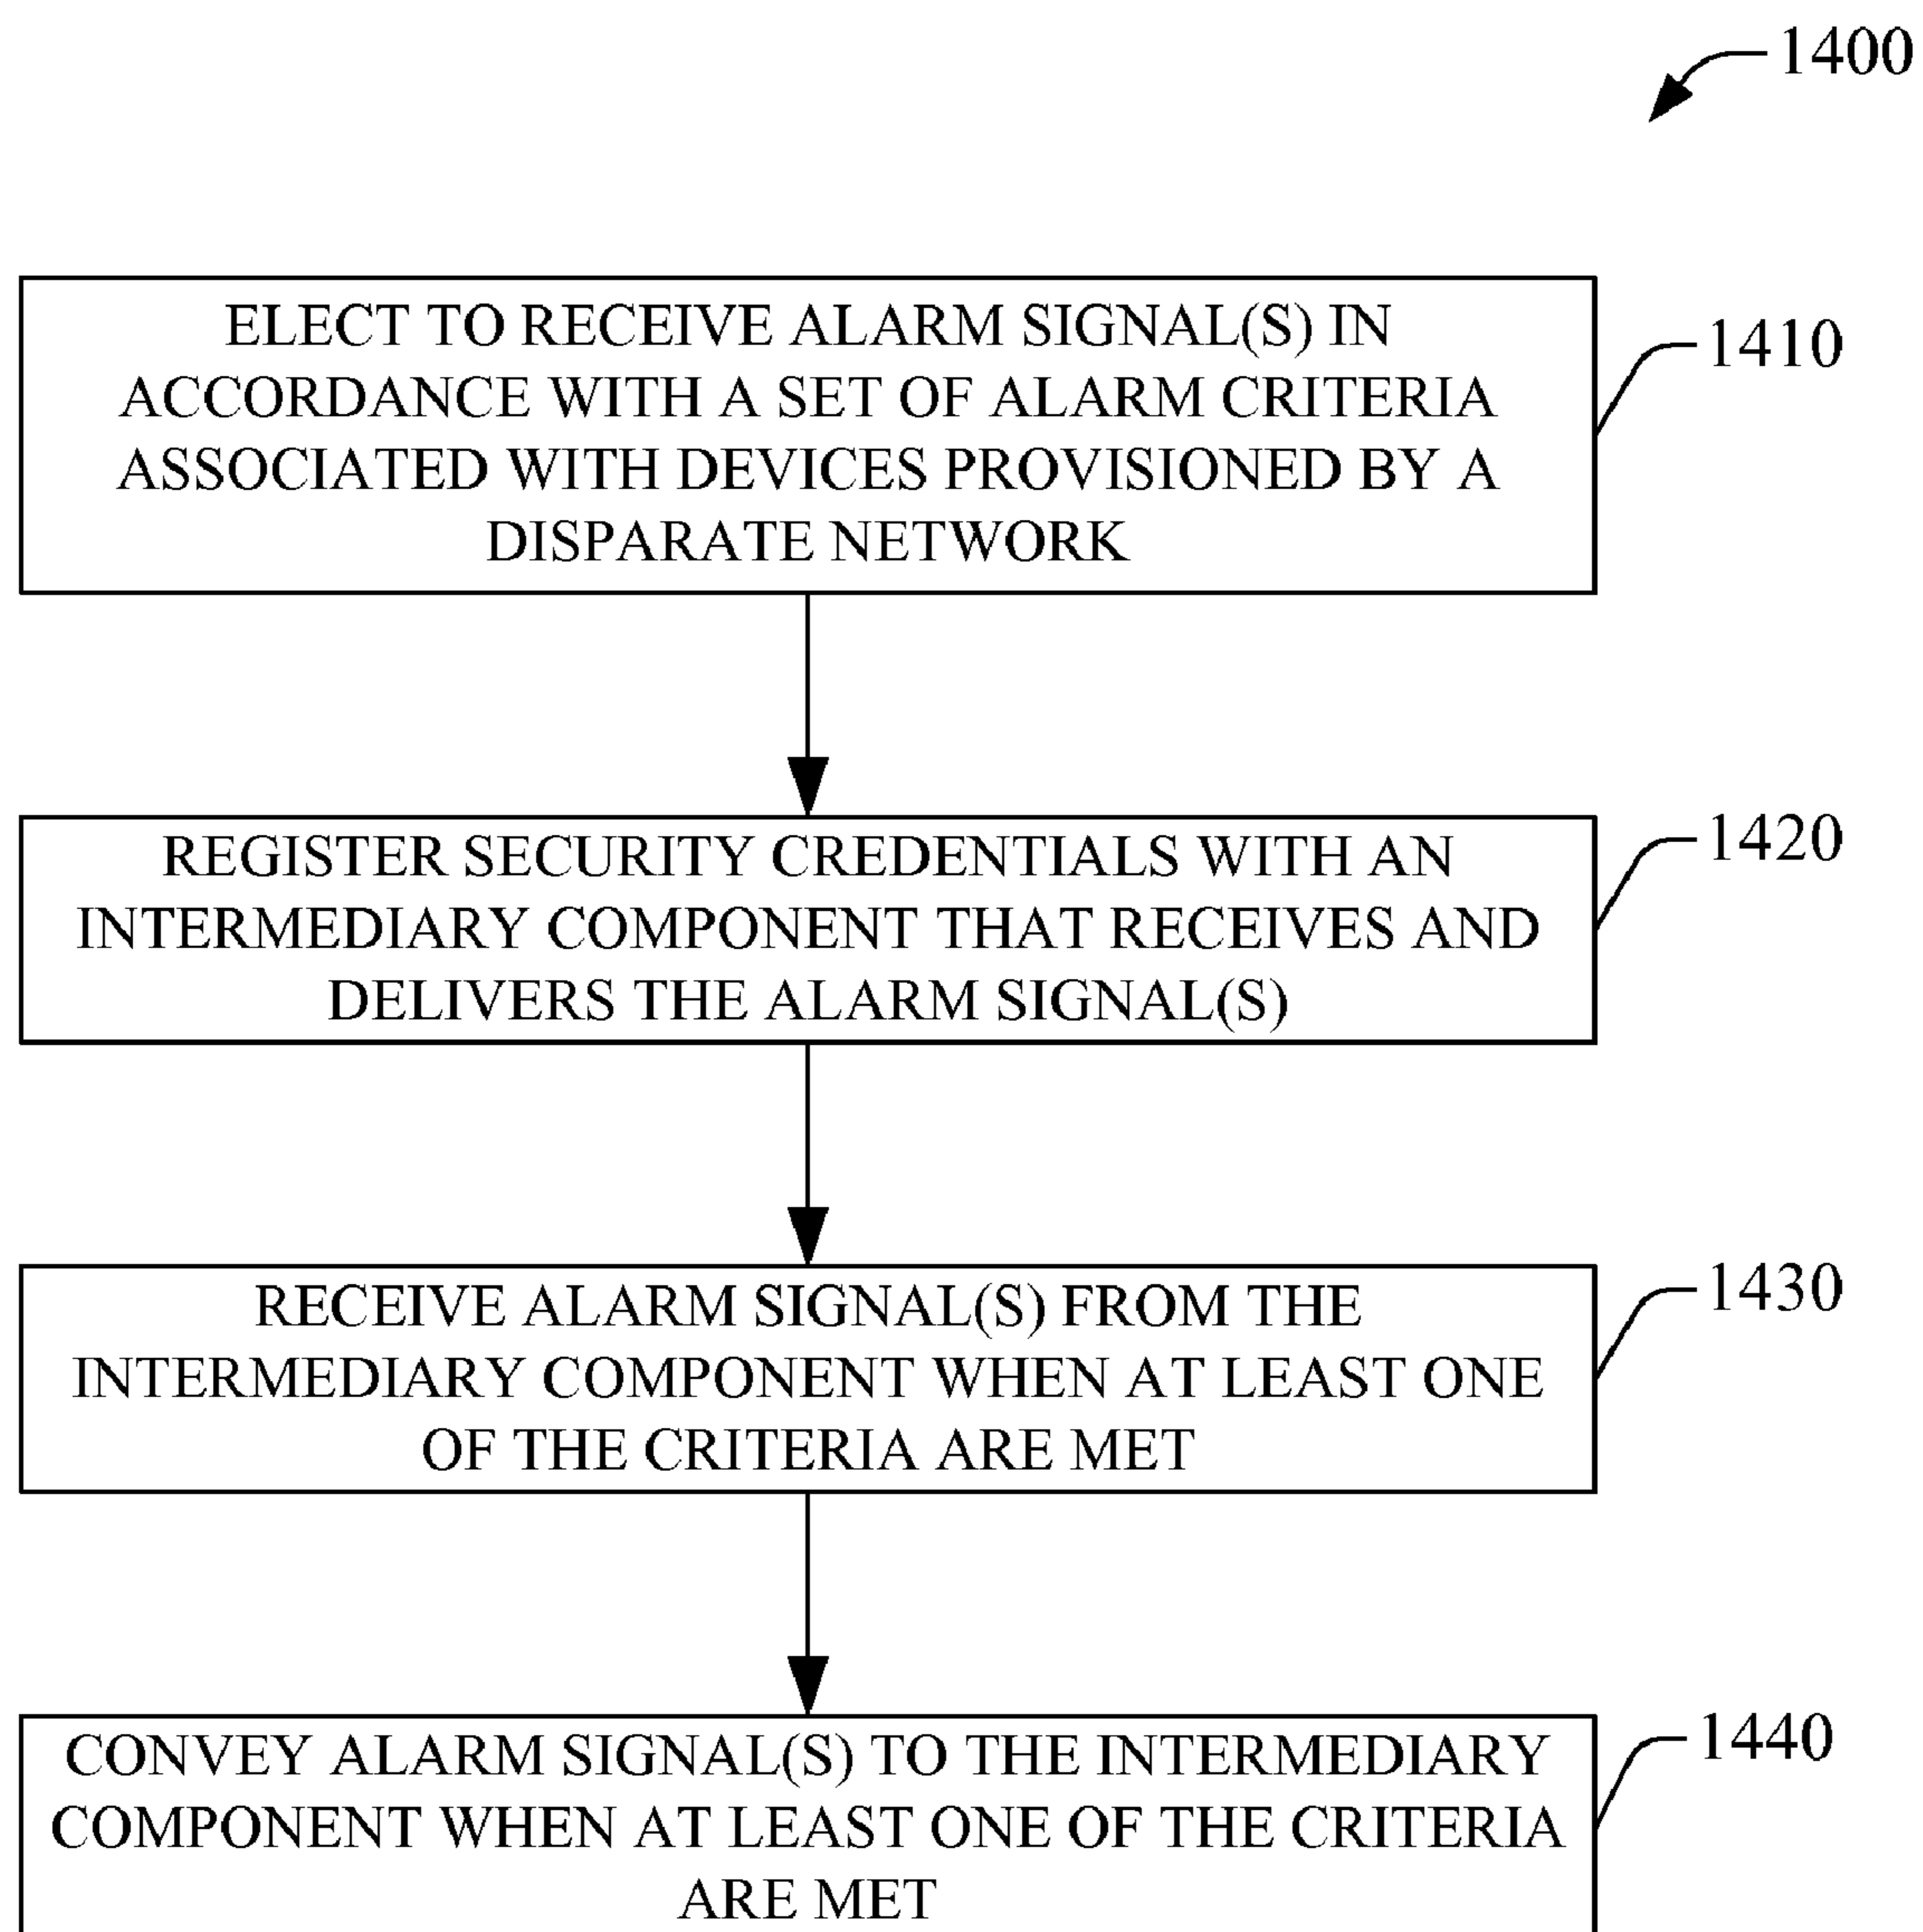 1400
ELECT TO RECEIVE ALARM SIGNAL(S) IN
ACCORDANCE WITH A SET OF ALARM CRITERIA
ASSOCIATED WITH DEVICES PROVISIONED BY A
DISPARATE NETWORK
1410
REGISTER SECURITY CREDENTIALS WITH AN
INTERMEDIARY COMPONENT THAT RECEIVES AND
DELIVERS THE ALARM SIGNAL(S)
1420
RECEIVE ALARM SIGNAL(S) FROM THE
INTERMEDIARY COMPONENT WHEN AT LEAST ONE
OF THE CRITERIA ARE MET
1430
CONVEY ALARM SIGNAL(S) TO THE INTERMEDIARY
COMPONENT WHEN AT LEAST ONE OF THE CRITERIA
ARE MET
1440